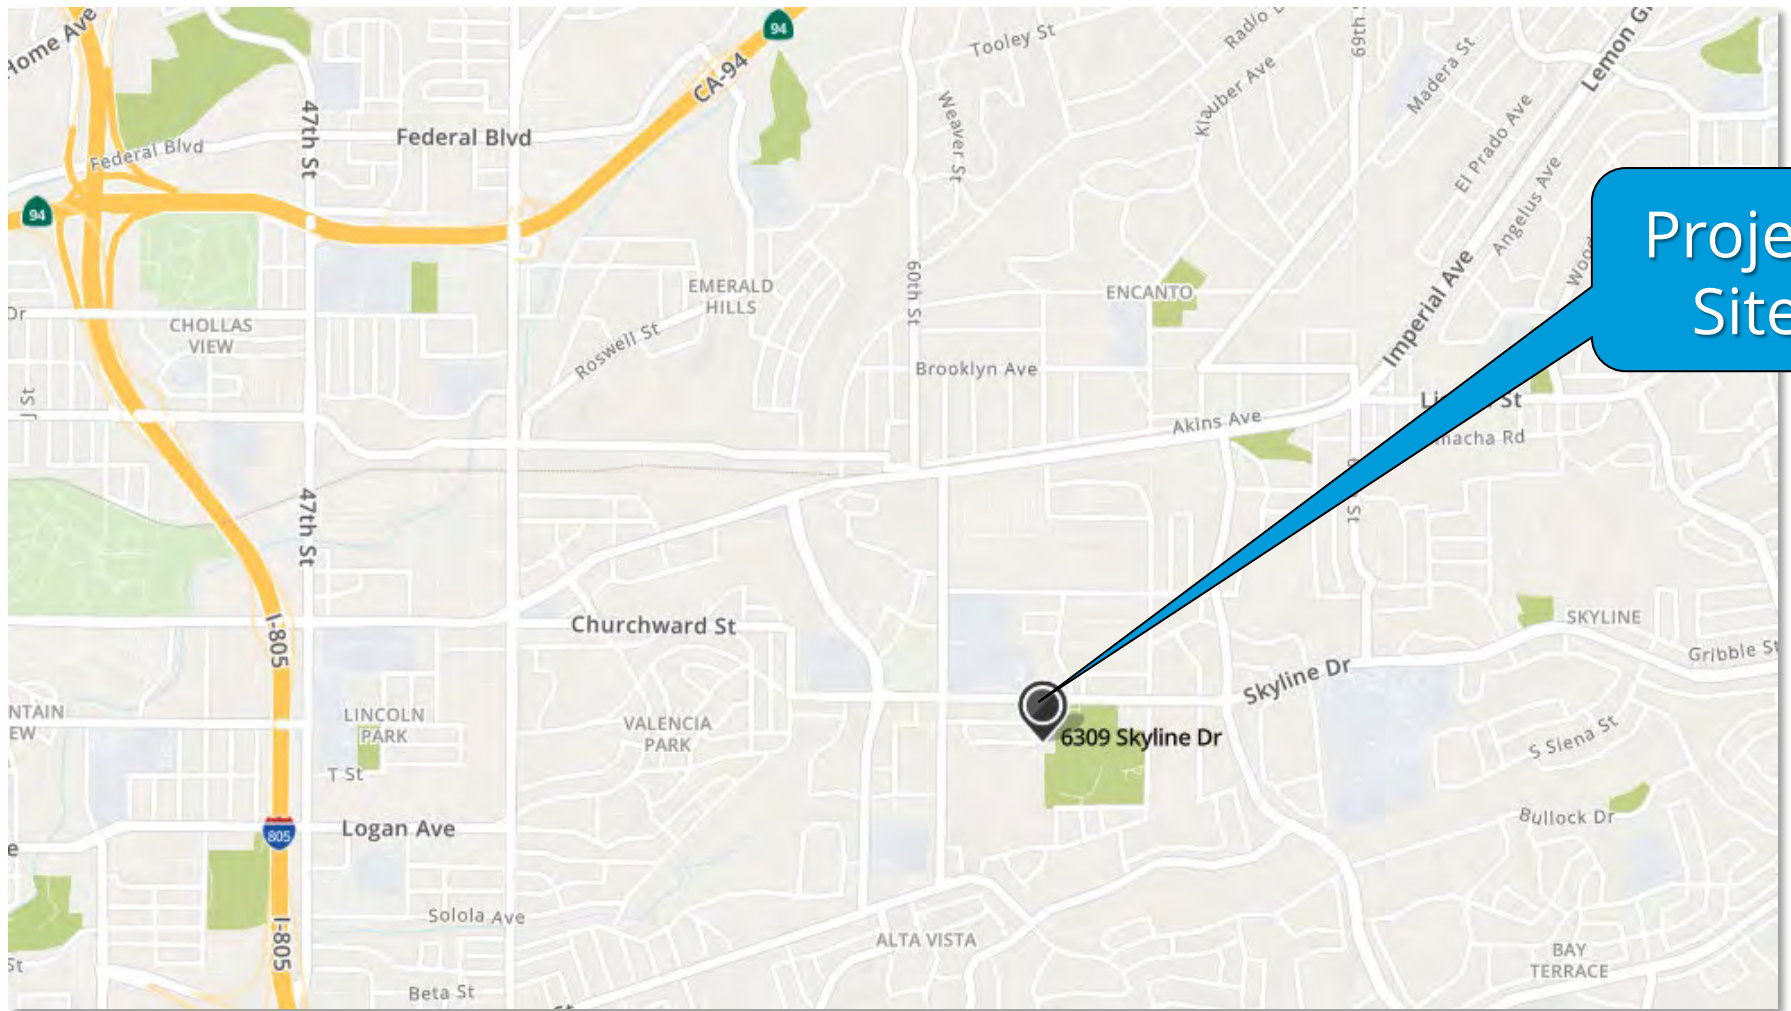 Home Ave
94
CA-94
Tooley St
Radio
69th
Madera St
Lemon
Klauber Ave
Weaver St
47th St
Federal Blvd
Federal Blvd
El Prado Ave
Angelus Ave
94
Proje
Site
EMERALD
HILLS
60th St
ENCANTO
Imperial Ave
Dr
CHOLLAS
VIEW
Roswell St
Brooklyn Ave
J St
St
Akins Ave
macha Rd
St
47th St
I-805
Churchward St
SKYLINE
Gribble St
Skyline Dr
NTAIN
EW
LINCOLN
PARK
VALENCIA
PARK
6309 Skyline Dr
S Siena St
T St
Bullock Dr
805
Logan Ave
e
Solola Ave
I-805
ALTA VISTA
BAY
TERRACE
St
Beta St